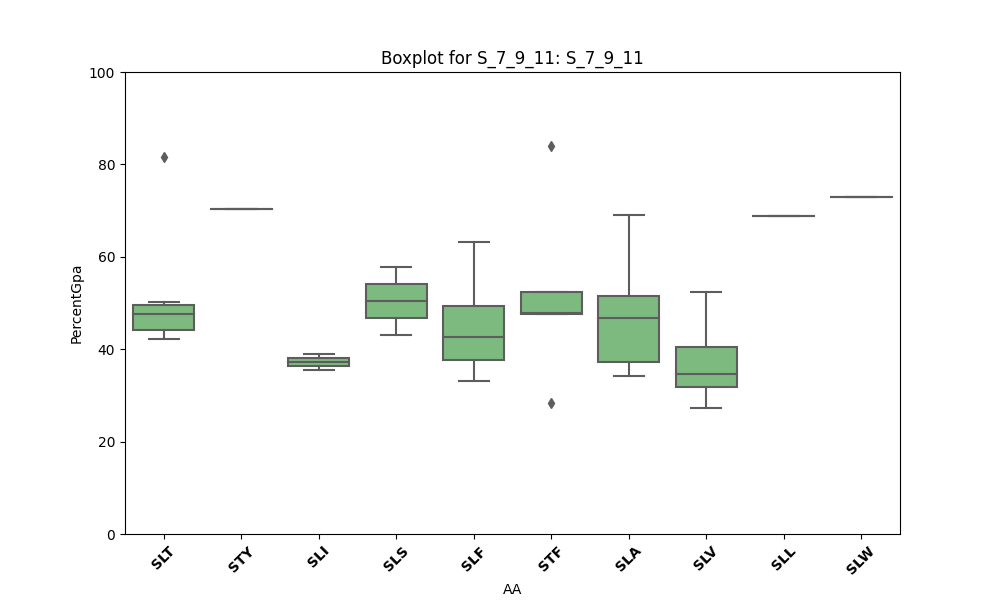 Boxplot for S_7_9_11: S_7_9_11
100
80
60
40
20
0
PercentGpa
SLT
STY
SLI
SLS
SLF
STF
SLA
SLV
SLL
SLW
AA